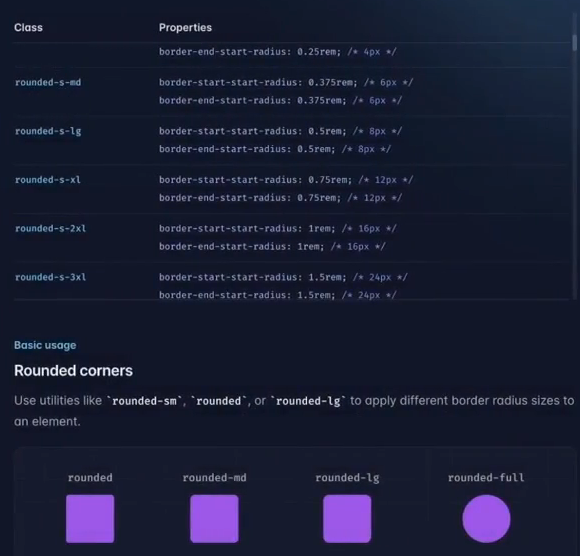 Class Properties
border-end-start-radius: 0.25rem; /* 4px */
rounded-s-md border-start-start-radius: 0.375rem; /* 6px */
border-end-start-radius: 0.375rem; /* 6px */
rounded-s-lg border-start-start-radius: 0.5rem; /* 8px */
border-end-start-radius: 0.5rem; /* 8px */
rounded-s-xl border-start-start-radius: 0.75rem; /* 12px */
border-end-start-radius: 0.75rem; /* 12px */
rounded-s-2xl border-start-start-radius: 1rem; /* 16px */
border-end-start-radius: 1rem; /* 16px */
rounded-s-3xl border-start-start-radius: 1.5rem; /* 24px */
border-end-start-radius: 1.5rem; /* 24px */
Basic usage
Rounded corners
Use utilities like `rounded-sm`, `rounded`, or `rounded-lg` to apply different border radius sizes to
an element.
rounded rounded-md rounded-lg rounded-full